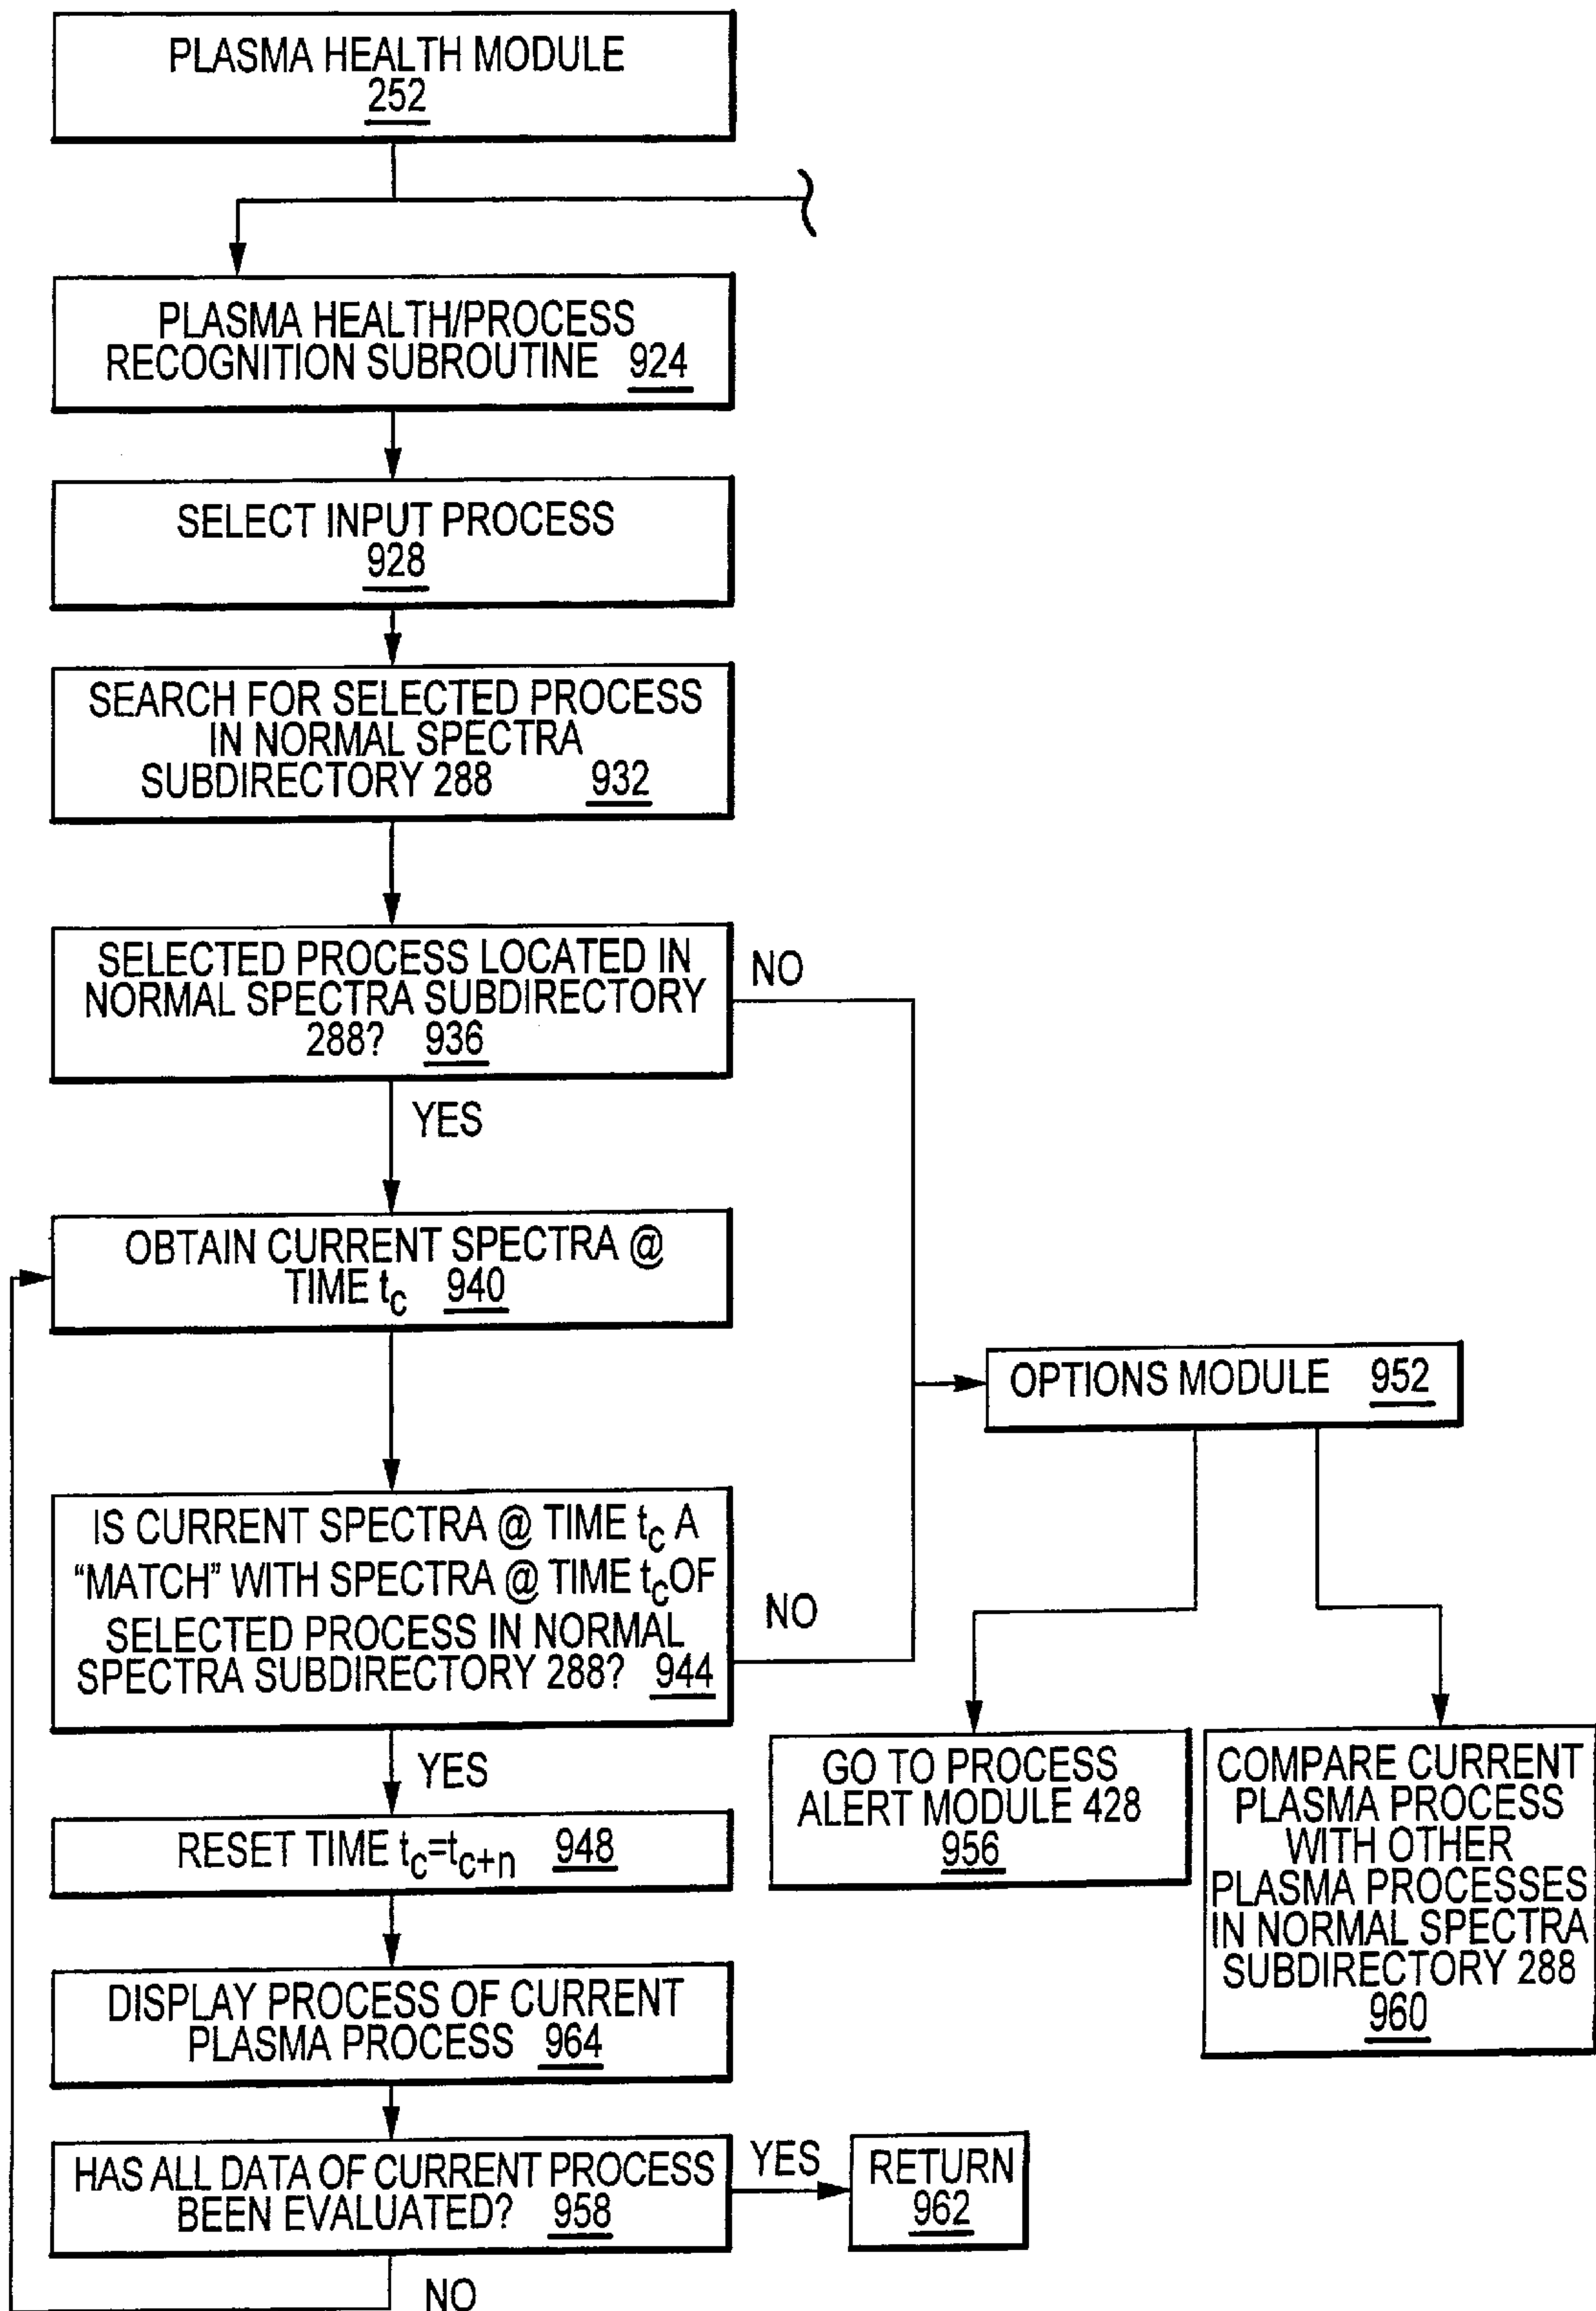 PLASMA HEALTH MODULE
252
PLASMA HEALTH/PROCESS
RECOGNITION SUBROUTINE 924
SELECT INPUT PROCESS
928
SEARCH FOR SELECTED PROCESS
IN NORMAL SPECTRA
SUBDIRECTORY 288 932
SELECTED PROCESS LOCATED IN
NORMAL SPECTRA SUBDIRECTORY
288? 936
NO
YES
OBTAIN CURRENT SPECTRA @
TIME tc 940
OPTIONS MODULE 952
IS CURRENT SPECTRA @ TIME tc A
“MATCH” WITH SPECTRA @ TIME tc OF
SELECTED PROCESS IN NORMAL
SPECTRA SUBDIRECTORY 288? 944
NO
YES
GO TO PROCESS
ALERT MODULE 428
956
COMPARE CURRENT
PLASMA PROCESS
WITH OTHER
PLASMA PROCESSES
IN NORMAL SPECTRA
SUBDIRECTORY 288
960
RESET TIME tc=tc+n 948
DISPLAY PROCESS OF CURRENT
PLASMA PROCESS 964
HAS ALL DATA OF CURRENT PROCESS
BEEN EVALUATED? 958
YES
RETURN
962
NO